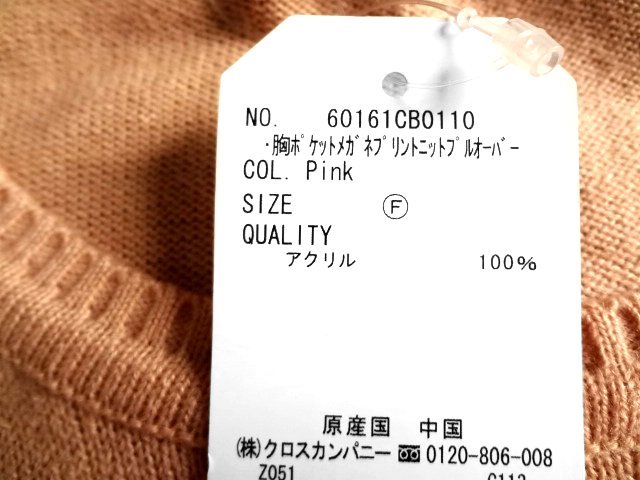 NO. 60161CB0110
・胸ﾎﾟｹｯﾄﾒｶﾞﾈﾌﾟﾘﾝﾄﾆｯﾄﾌﾟﾙｵｰﾊﾞｰ
COL. Pink
SIZE Ⓕ
QUALITY
アクリル 100%
原産国 中国
(株)クロスカンパニー 0120-806-008
Z051 C112